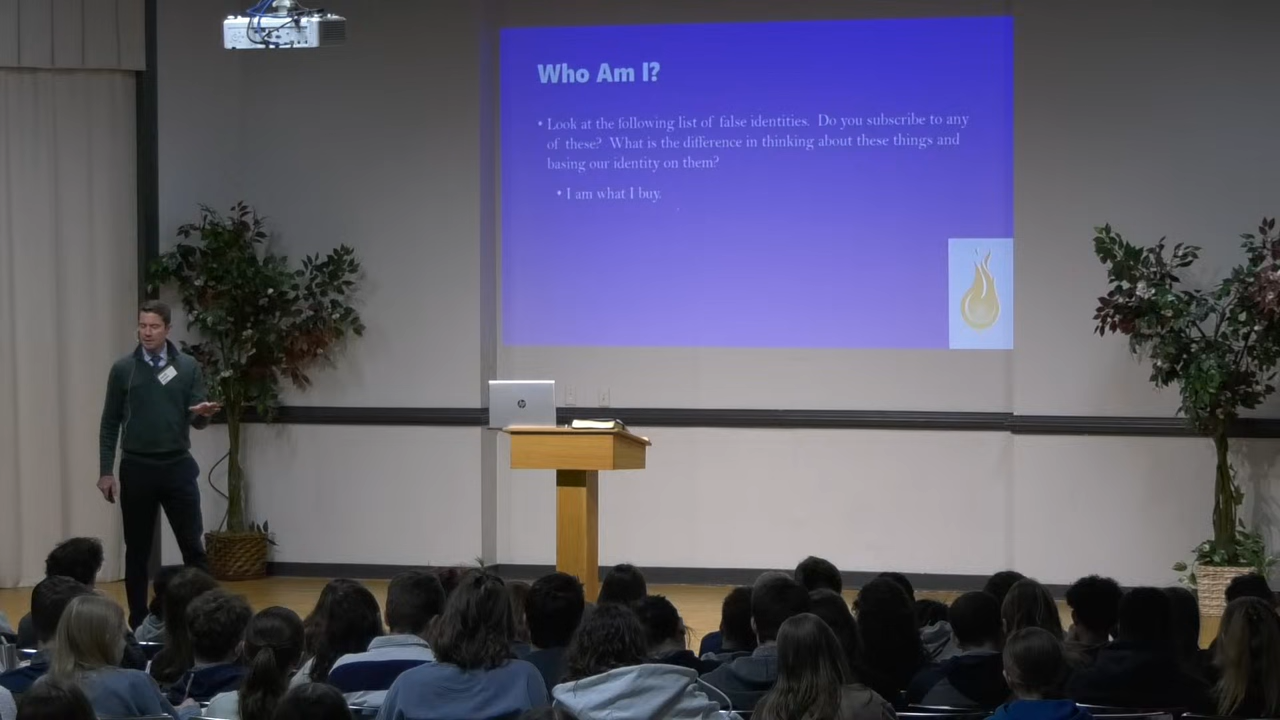 Who Am I?
• Look at the following list of false identities. Do you subscribe to any
of these? What is the difference in thinking about these things and
basing our identity on them?
• I am what I buy.
hp